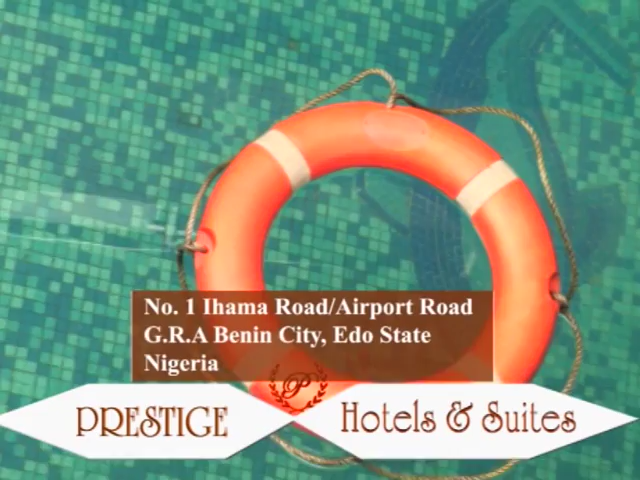 No. 1 Ihama Road/Airport Road
G.R.A Benin City, Edo State
Nigeria
P
PRESTIGE
Hotels & Suites